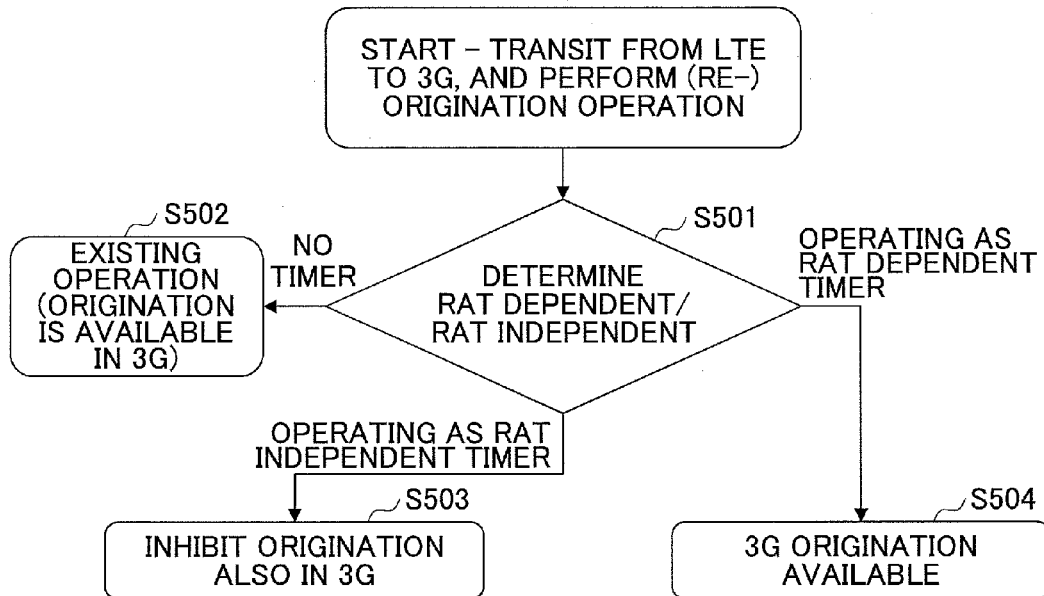 START – TRANSIT FROM LTE
TO 3G, AND PERFORM (RE-)
ORIGINATION OPERATION
S501
DETERMINE
RAT DEPENDENT/
RAT INDEPENDENT
NO
TIMER
S502
EXISTING
OPERATION
(ORIGINATION
IS AVAILABLE
IN 3G)
OPERATING AS
RAT DEPENDENT
TIMER
OPERATING AS RAT
INDEPENDENT TIMER
S503
INHIBIT ORIGINATION
ALSO IN 3G
S504
3G ORIGINATION
AVAILABLE